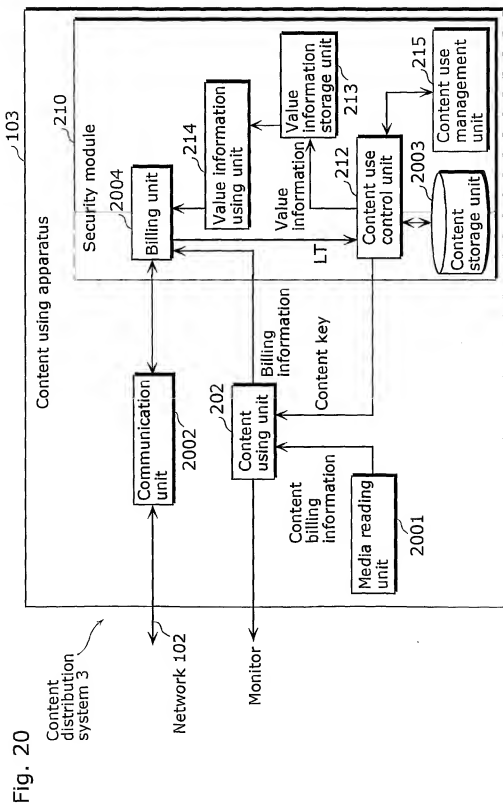 Fig. 20
Content
distribution
system 3
103
Content using apparatus
210
Security module
Network 102
Communication
unit
2002
2004
Billing unit
214
Value information
using unit
Value
information
storage unit
213
Value
information
LT
212
Content use
control unit
215
Content use
management
unit
2003
Content
storage unit
Billing
information
Content key
Monitor
202
Content
using unit
Content
billing
information
Media reading
unit
2001